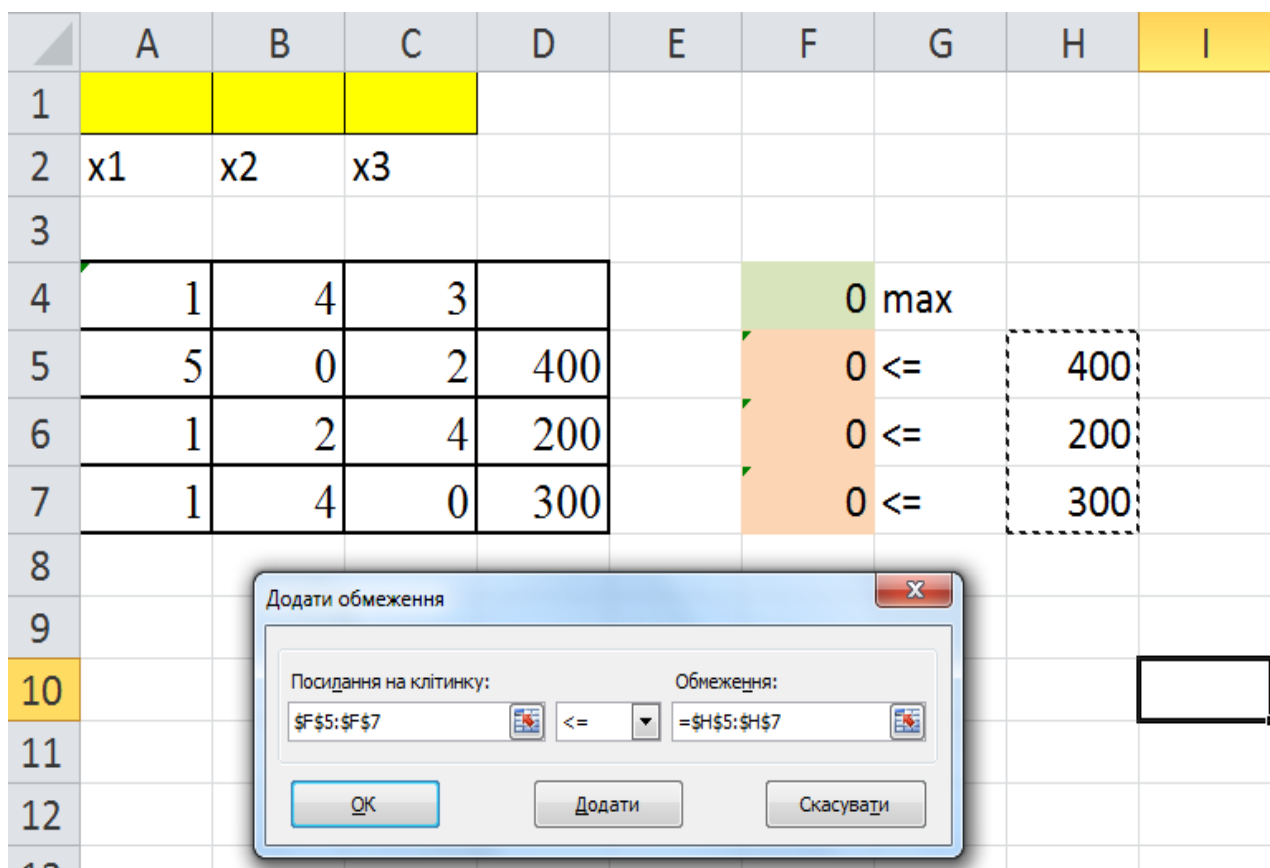 A B C D E F G H I
1
2 x1 x2 x3
3
4 1 4 3 0 max
5 5 0 2 400 0 <= 400
6 1 2 4 200 0 <= 200
7 1 4 0 300 0 <= 300
8
Додати обмеження
9
Посилання на клітинку: Обмеження:
10
$F$5:$F$7 <= =$H$5:$H$7
11
ОК Додати Скасувати
12